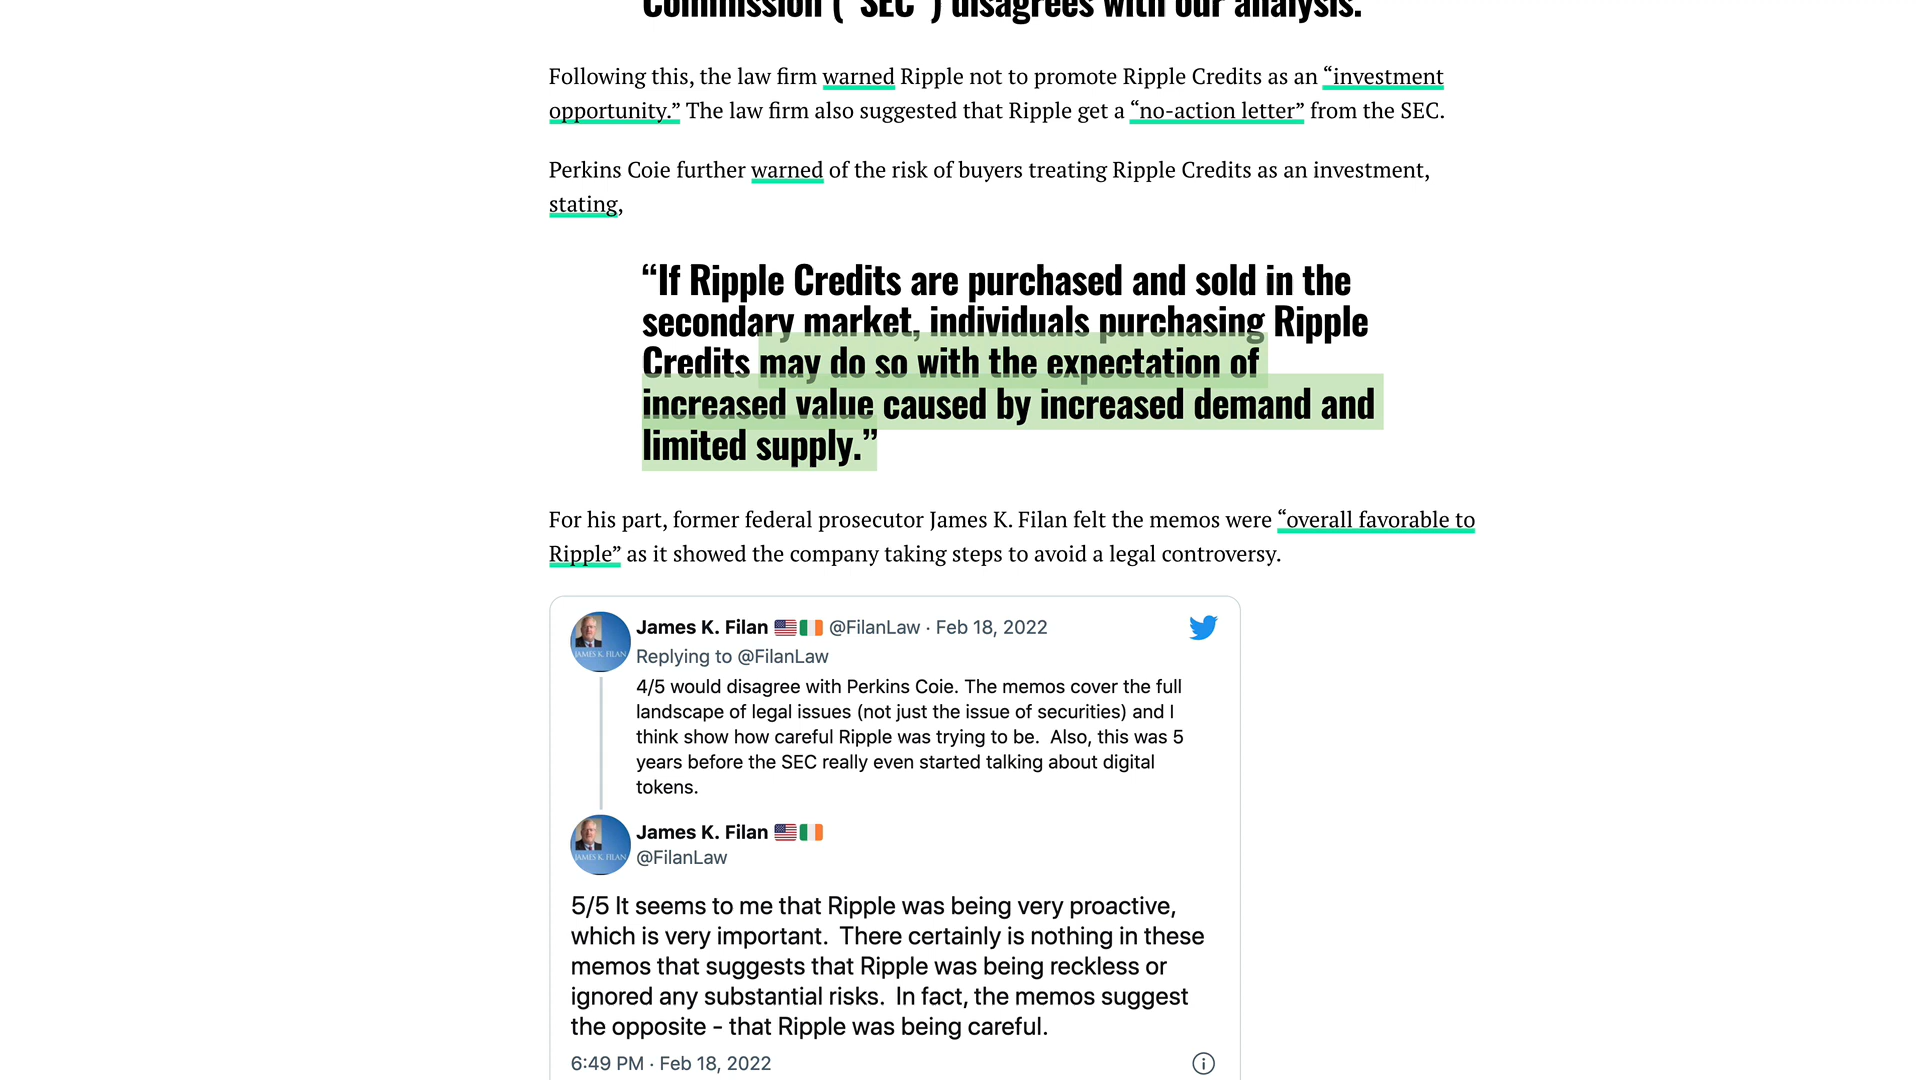 Commission (“SEC”) disagrees with our analysis.
Following this, the law firm warned Ripple not to promote Ripple Credits as an “investment
opportunity.” The law firm also suggested that Ripple get a “no-action letter” from the SEC.
Perkins Coie further warned of the risk of buyers treating Ripple Credits as an investment,
stating,
“If Ripple Credits are purchased and sold in the
secondary market, individuals purchasing Ripple
Credits may do so with the expectation of
increased value caused by increased demand and
limited supply.”
For his part, former federal prosecutor James K. Filan felt the memos were “overall favorable to
Ripple” as it showed the company taking steps to avoid a legal controversy.
James K. Filan 🇺🇸🇮🇪 @FilanLaw · Feb 18, 2022
Replying to @FilanLaw
4/5 would disagree with Perkins Coie. The memos cover the full
landscape of legal issues (not just the issue of securities) and I
think show how careful Ripple was trying to be.  Also, this was 5
years before the SEC really even started talking about digital
tokens.
JAMES K. FILAN
James K. Filan 🇺🇸🇮🇪
@FilanLaw
JAMES K. FILAN
5/5 It seems to me that Ripple was being very proactive,
which is very important.  There certainly is nothing in these
memos that suggests that Ripple was being reckless or
ignored any substantial risks.  In fact, the memos suggest
the opposite - that Ripple was being careful.
6:49 PM · Feb 18, 2022